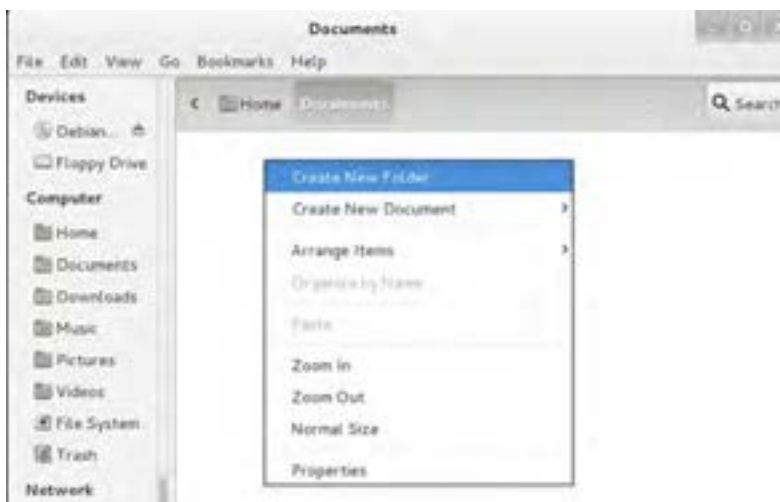 Documents
File Edit View Go Bookmarks Help
Devices
Debian...
Floppy Drive
Computer
Home
Documents
Downloads
Music
Pictures
Videos
File System
Trash
Network
Home Documents
Search
Create New Folder
Create New Document
Arrange Items
Organize by Name
Paste
Zoom In
Zoom Out
Normal Size
Properties